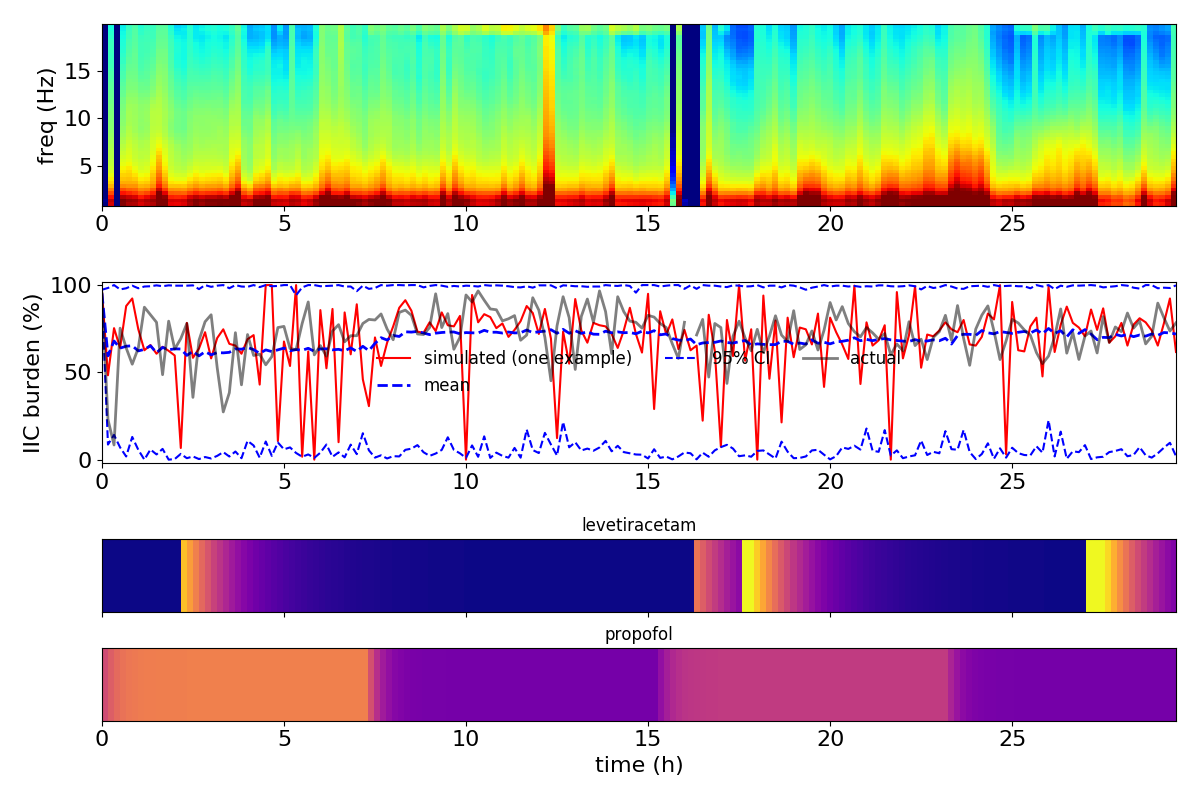 freq (Hz)
15
10
5
0 5 10 15 20 25
IIC burden (%)
100
50
0
simulated (one example) 95% CI actual
mean
0 5 10 15 20 25
levetiracetam
propofol
0 5 10 15 20 25
time (h)